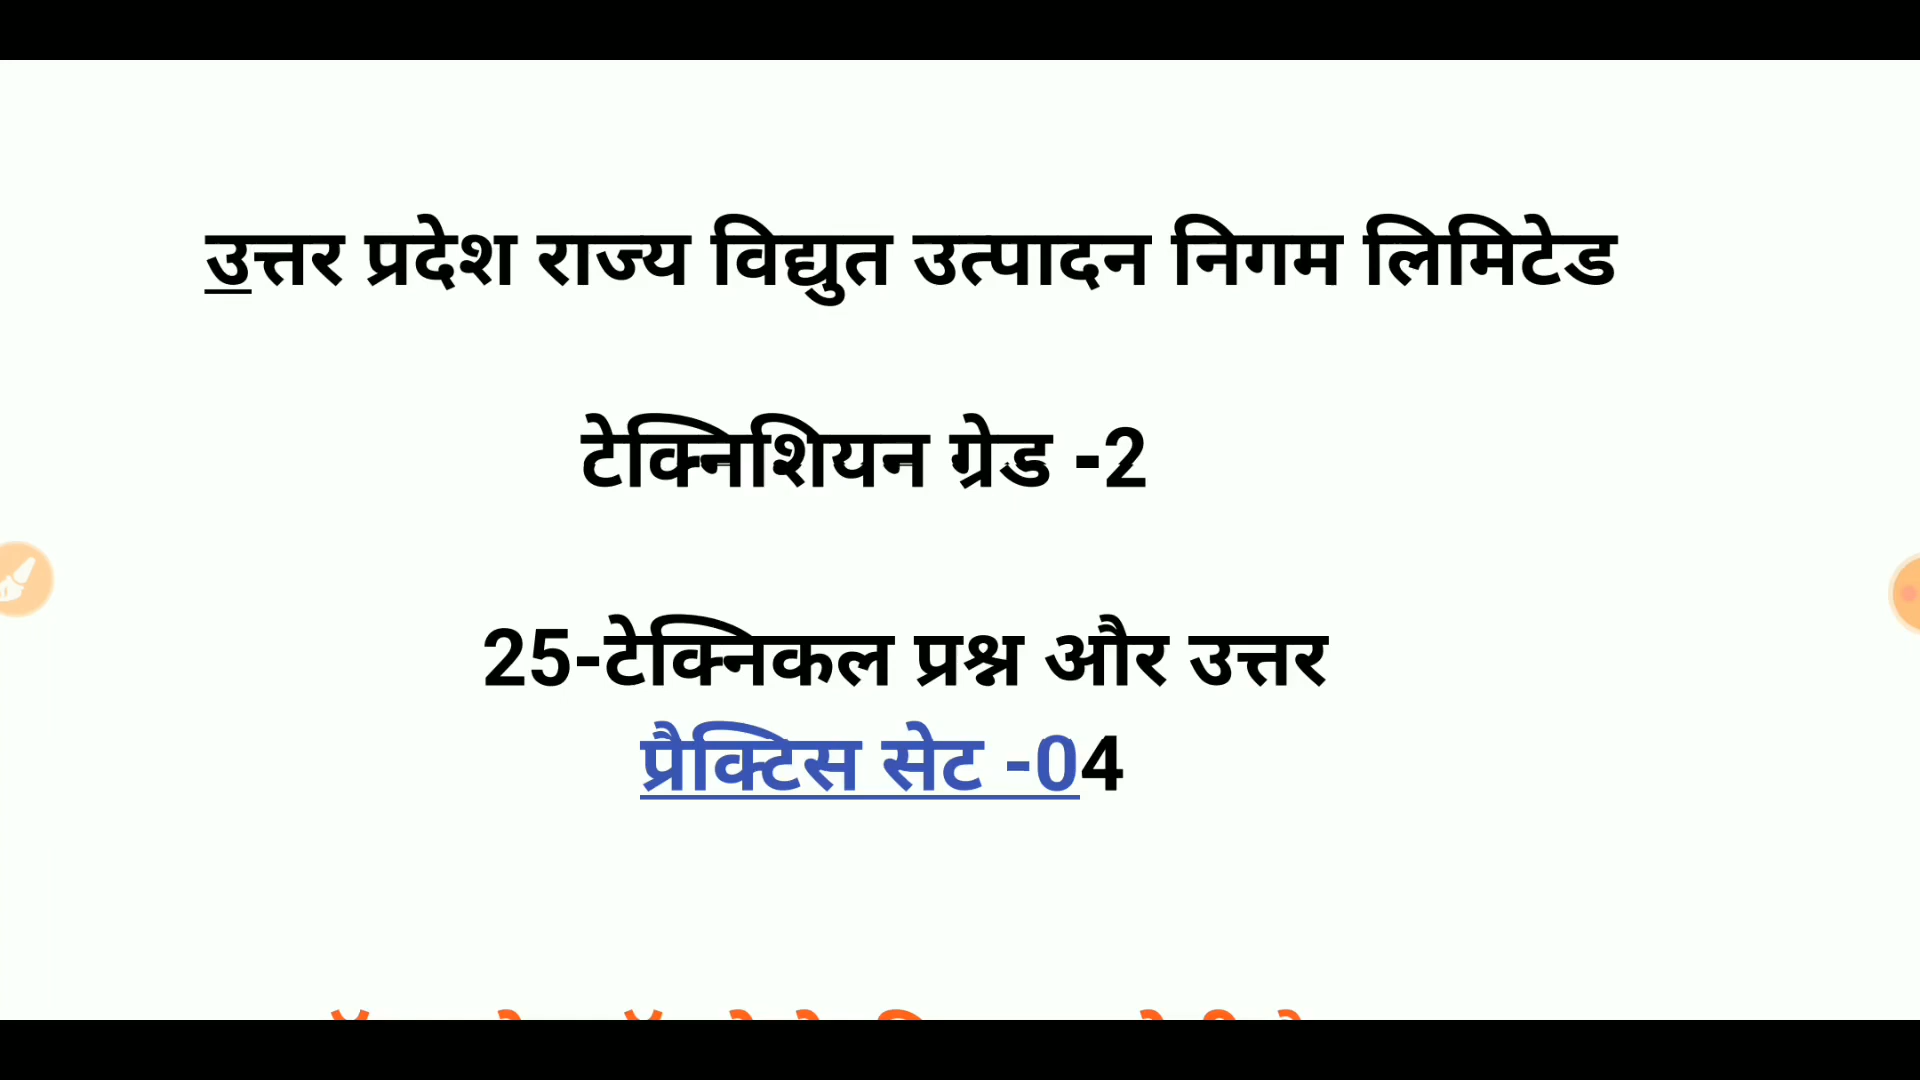 उत्तर प्रदेश राज्य विद्युत उत्पादन निगम लिमिटेड
टेक्निशियन ग्रेड -2
25-टेक्निकल प्रश्न और उत्तर
प्रैक्टिस सेट -04